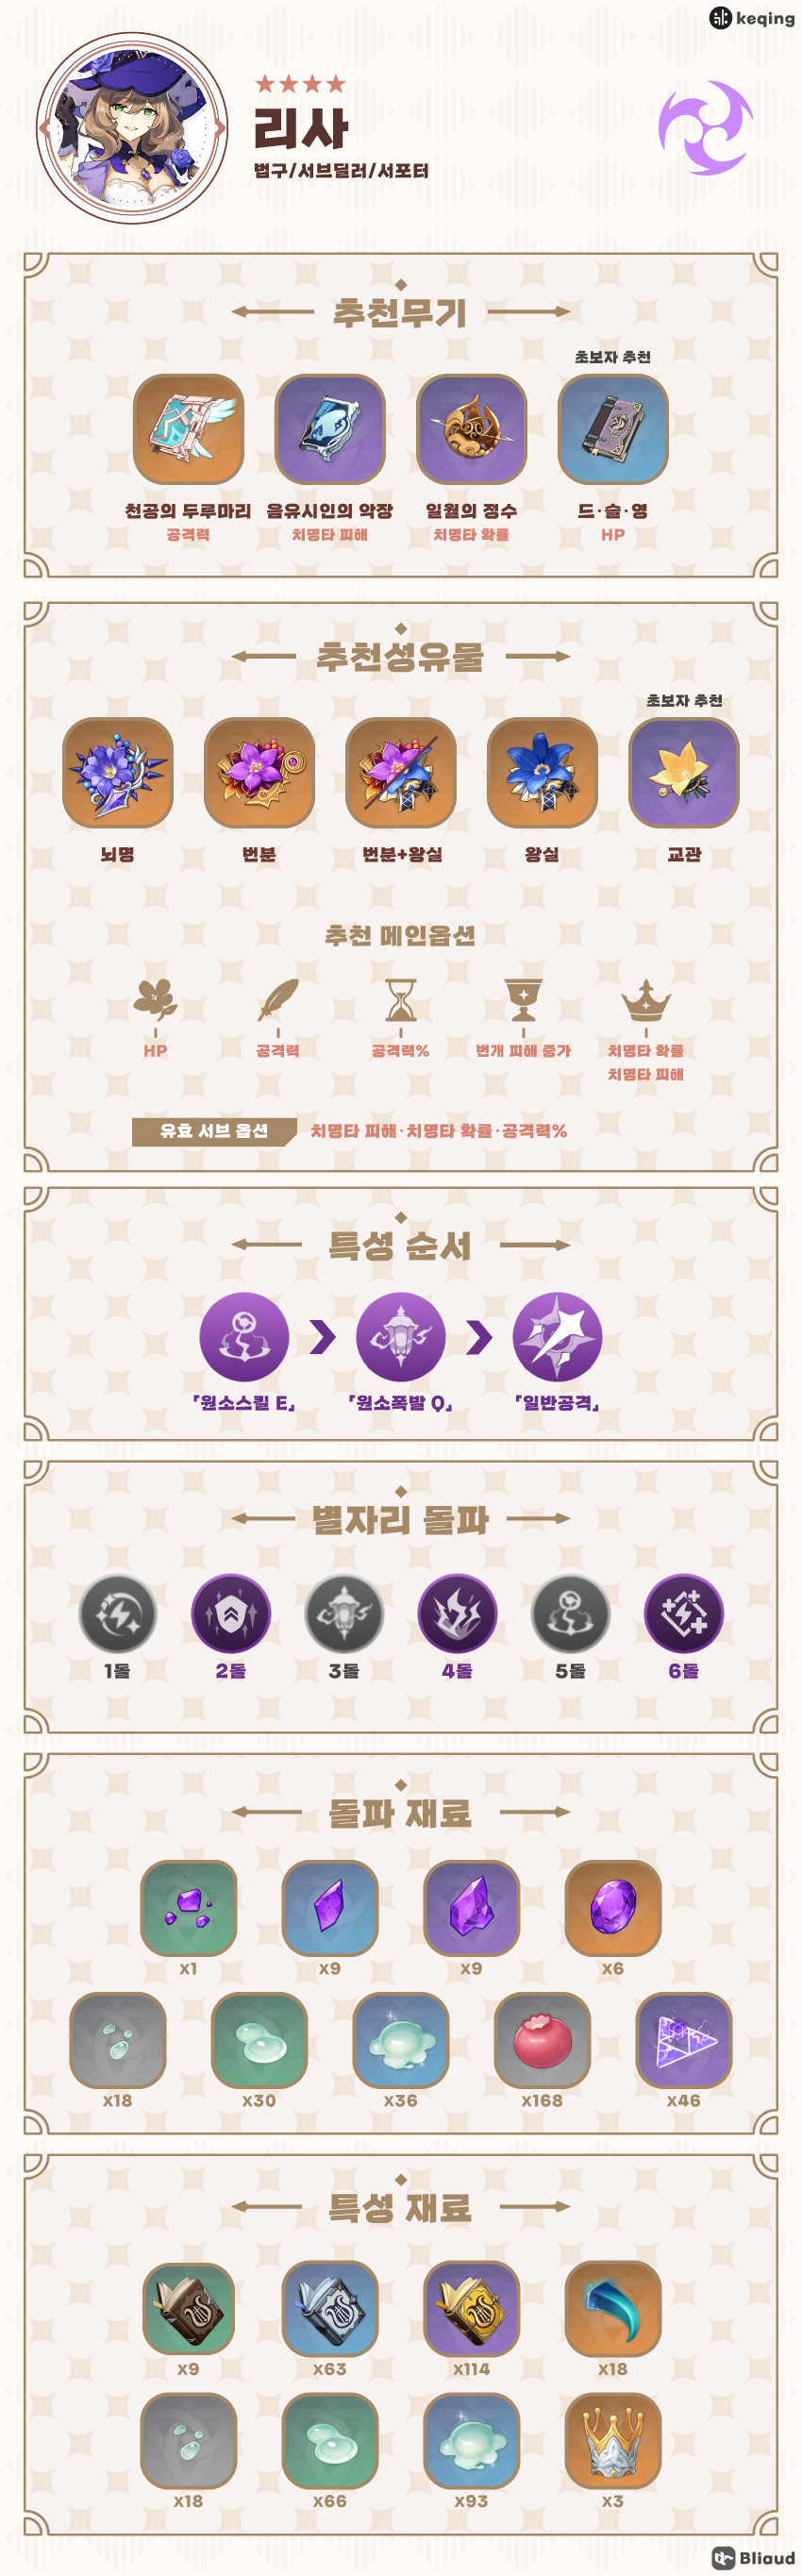 keqing
리사
법구/서브딜러/서포터
추천무기
초보자 추천
천공의 두루마리 음유시인의 악장 일월의 정수 드·슬·영
공격력 치명타 피해 치명타 확률 HP
추천성유물
초보자 추천
뇌명 번분 번분+왕실 왕실 교관
추천 메인옵션
HP 공격력 공격력% 번개 피해 증가 치명타 확률
치명타 피해
유효 서브 옵션 치명타 피해·치명타 확률·공격력%
특성 순서
「원소스킬 E」 「원소폭발 Q」 「일반공격」
별자리 돌파
1돌 2돌 3돌 4돌 5돌 6돌
돌파 재료
x1 x9 x9 x6
x18 x30 x36 x168 x46
특성 재료
x9 x63 x114 x18
x18 x66 x93 x3
Bliaud